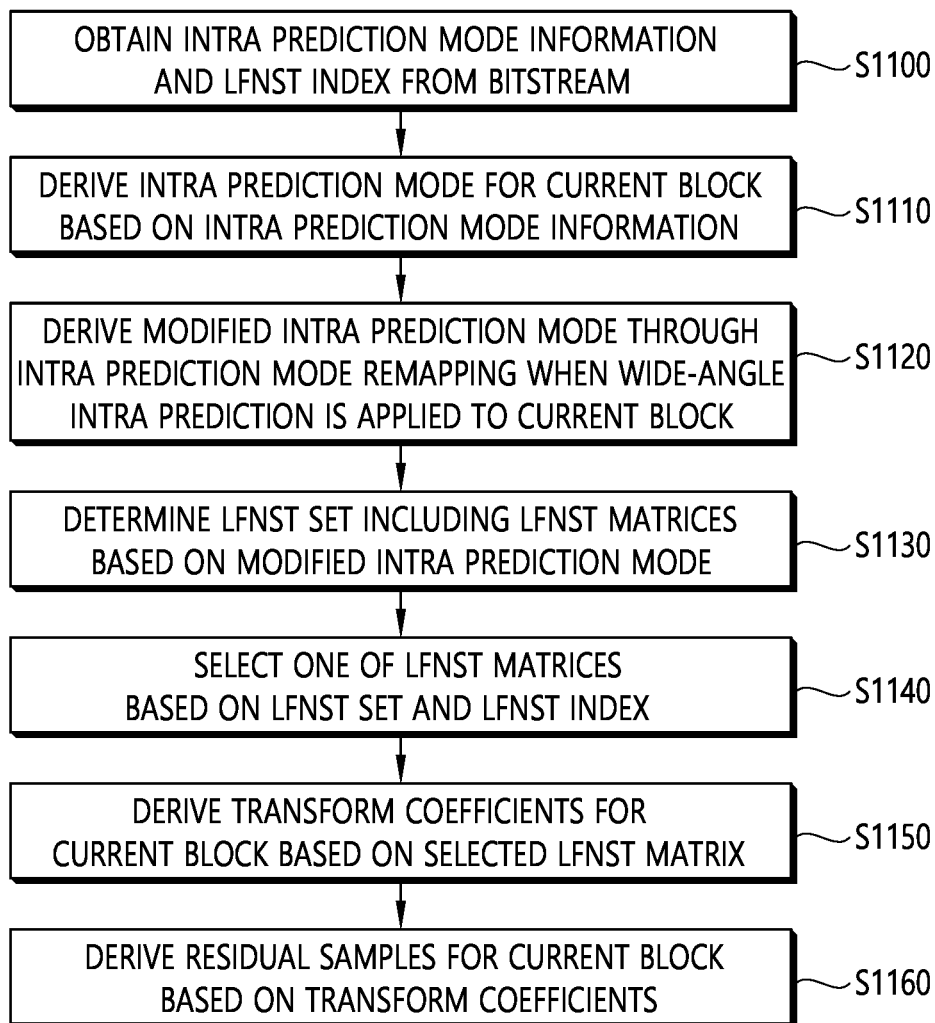 OBTAIN INTRA PREDICTION MODE INFORMATION
AND LFNST INDEX FROM BITSTREAM
S1100
DERIVE INTRA PREDICTION MODE FOR CURRENT BLOCK
BASED ON INTRA PREDICTION MODE INFORMATION
S1110
DERIVE MODIFIED INTRA PREDICTION MODE THROUGH
INTRA PREDICTION MODE REMAPPING WHEN WIDE-ANGLE
INTRA PREDICTION IS APPLIED TO CURRENT BLOCK
S1120
DETERMINE LFNST SET INCLUDING LFNST MATRICES
BASED ON MODIFIED INTRA PREDICTION MODE
S1130
SELECT ONE OF LFNST MATRICES
BASED ON LFNST SET AND LFNST INDEX
S1140
DERIVE TRANSFORM COEFFICIENTS FOR
CURRENT BLOCK BASED ON SELECTED LFNST MATRIX
S1150
DERIVE RESIDUAL SAMPLES FOR CURRENT BLOCK
BASED ON TRANSFORM COEFFICIENTS
S1160